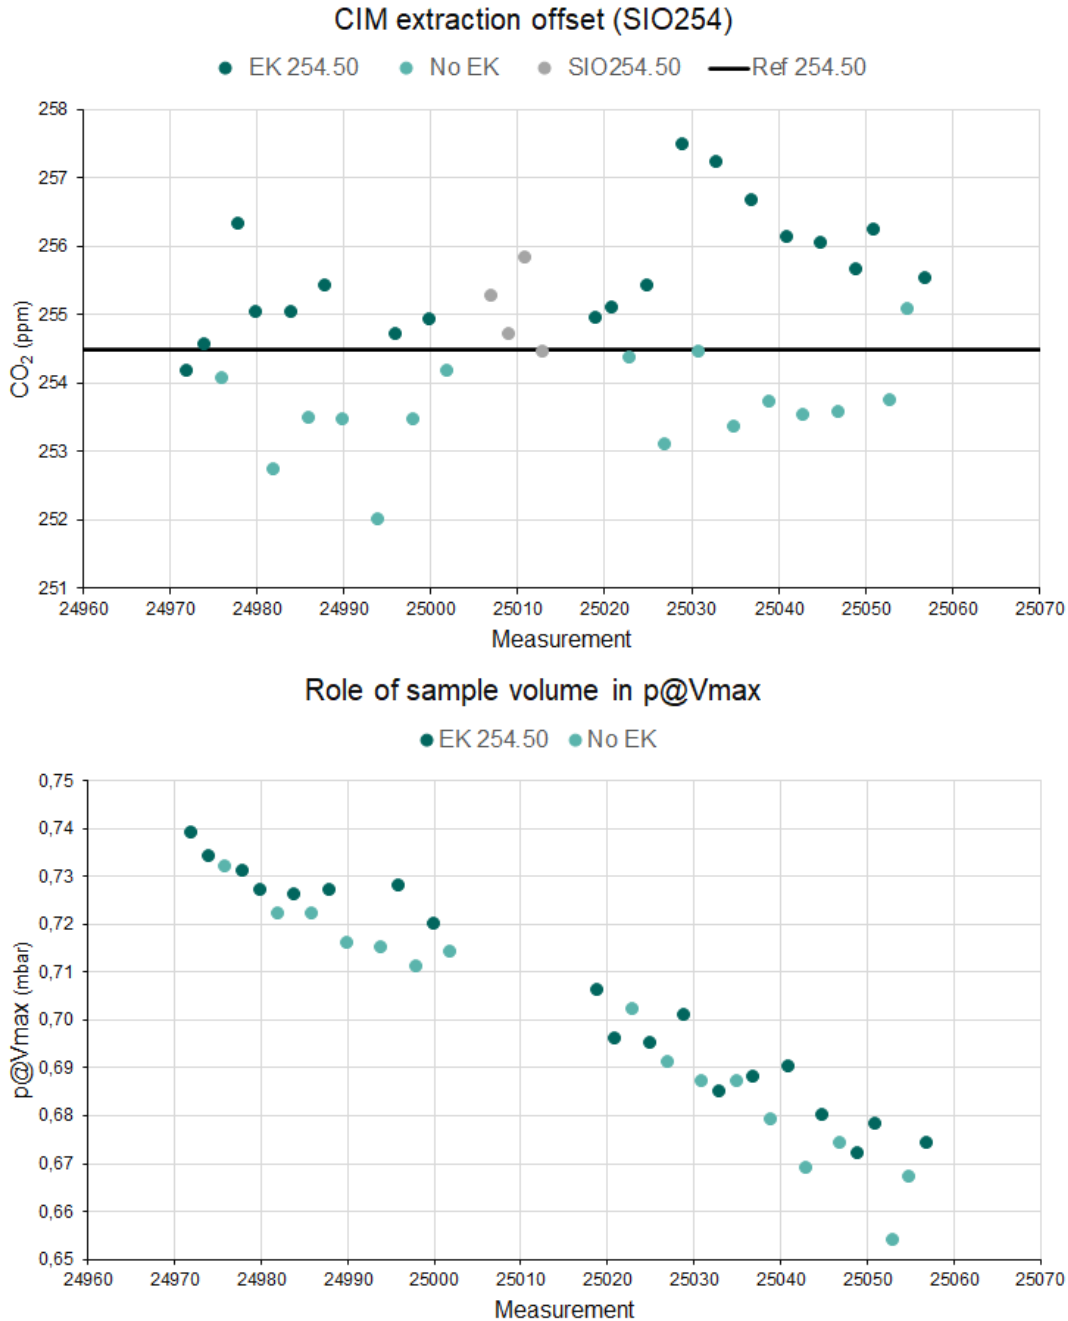 CIM extraction offset (SIO254)
EK 254.50 No EK SIO254.50 Ref 254.50
258
257
256
255
254
253
252
251
CO₂ (ppm)
24960 24970 24980 24990 25000 25010 25020 25030 25040 25050 25060 25070
Measurement
Role of sample volume in p@Vmax
EK 254.50 No EK
0,75
0,74
0,73
0,72
0,71
0,70
0,69
0,68
0,67
0,66
0,65
p@Vmax (mbar)
24960 24970 24980 24990 25000 25010 25020 25030 25040 25050 25060 25070
Measurement